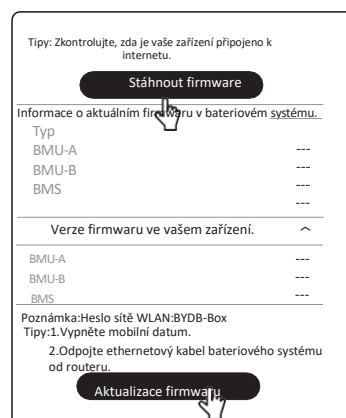 Tipy: Zkontrolujte, zda je vaše zařízení připojeno k
internetu.
Stáhnout firmware
Informace o aktuálním firmwaru v bateriovém systému.
Typ
BMU-A ---
BMU-B ---
BMS ---
---
Verze firmwaru ve vašem zařízení.
BMU-A ---
BMU-B ---
BMS ---
Poznámka:Heslo sítě WLAN:BYDB-Box
Tipy:1.Vypněte mobilní datum.
2.Odpojte ethernetový kabel bateriového systému
od routeru.
Aktualizace firmwaru